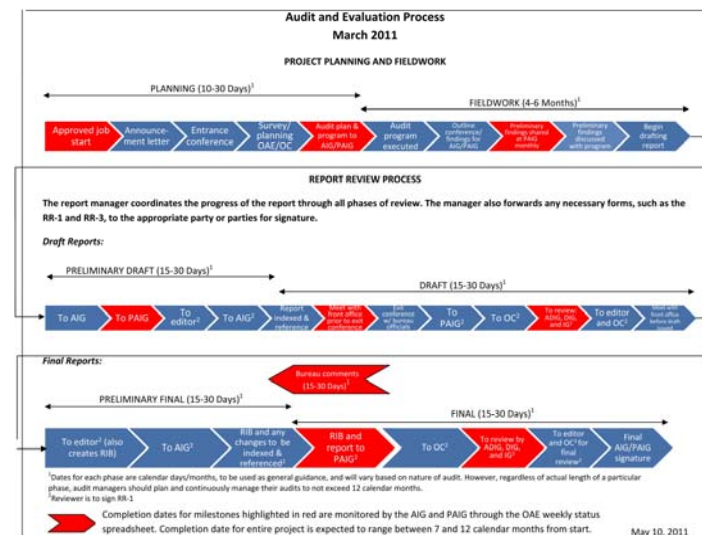 Audit and Evaluation Process
March 2011
PROJECT PLANNING AND FIELDWORK
PLANNING (10-30 Days)1
FIELDWORK (4-6 Months)1
Approved job
start
Announce-
ment letter
Entrance
conference
Survey/
planning
OAE/OC
Audit plan &
program to
AIG/PAIG
Audit
program
executed
Outline
conference/
findings for
AIG/PAIG
Preliminary
findings shared
at PAIG
monthly
Preliminary
findings
discussed
with program
Begin
drafting
report
REPORT REVIEW PROCESS
The report manager coordinates the progress of the report through all phases of review. The manager also forwards any necessary forms, such as the
RR-1 and RR-3, to the appropriate party or parties for signature.
Draft Reports:
PRELIMINARY DRAFT (15-30 Days)1
DRAFT (15-30 Days)1
To AIG
To PAIG
To
editor2
To AIG2
Report
indexed &
reference
Meet with
front office
prior to exit
conference
Exit
conference
w/ bureau
officials
To
PAIG2
To OC2
To review
ADIG, DIG,
and IG2
To editor
and OC2
Meet with
front office
before draft
issued
Final Reports:
Bureau comments
(15-30 Days)1
PRELIMINARY FINAL (15-30 Days)1
FINAL (15-30 Days)1
To editor2 (also
creates RIB)
To AIG2
RIB and any
changes to be
indexed &
referenced2
RIB and
report to
PAIG2
To OC2
To review by
ADIG, DIG,
and IG2
To editor
and OC2 for
final
review2
Final
AIG/PAIG
signature
1Dates for each phase are calendar days/months, to be used as general guidance, and will vary based on nature of audit. However, regardless of actual length of a particular
phase, audit managers should plan and continuously manage their audits to not exceed 12 calendar months.
2Reviewer is to sign RR-1
Completion dates for milestones highlighted in red are monitored by the AIG and PAIG through the OAE weekly status
spreadsheet. Completion date for entire project is expected to range between 7 and 12 calendar months from start.
May 10, 2011